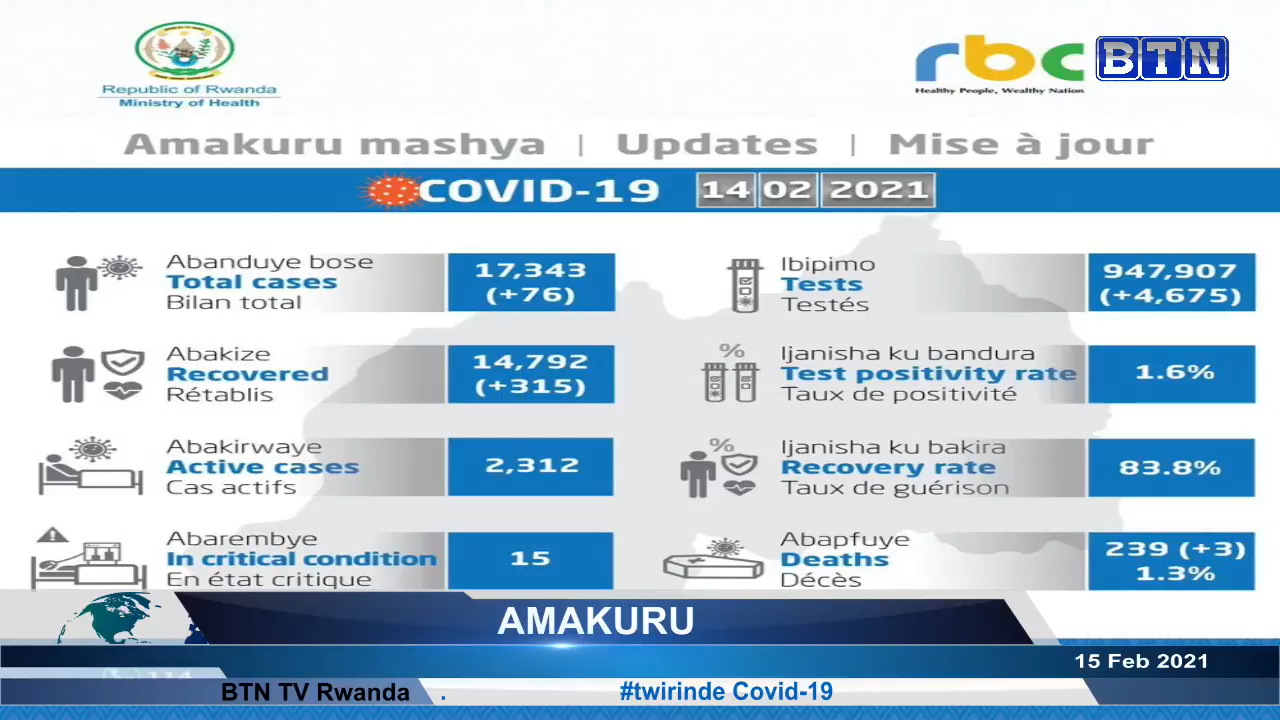 Republic of Rwanda
Ministry of Health
rbc
Healthy People, Wealthy Nation
BTN
Amakuru mashya | Updates | Mise à jour
COVID-19 14 02 2021
Abanduye bose
Total cases
Bilan total
17,343
(+76)
Ibipimo
Tests
Testés
947,907
(+4,675)
Abakize
Recovered
Rétablis
14,792
(+315)
%
Ijanisha ku bandura
Test positivity rate
Taux de positivité
1.6%
Abakirwaye
Active cases
Cas actifs
2,312
%
Ijanisha ku bakira
Recovery rate
Taux de guérison
83.8%
Abarembye
In critical condition
En état critique
15
Abapfuye
Deaths
Décès
239 (+3)
1.3%
AMAKURU
15 Feb 2021
114
BTN TV Rwanda . #twirinde Covid-19